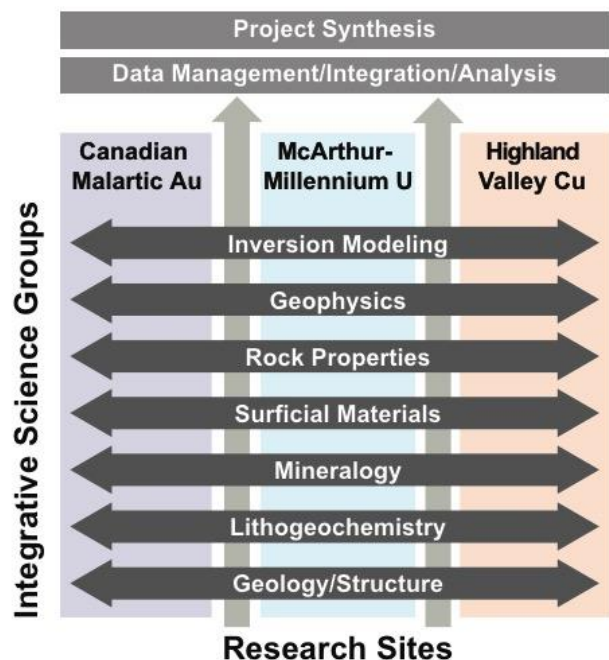 Project Synthesis
Data Management/Integration/Analysis
Canadian
Malartic Au
McArthur-
Millennium U
Highland
Valley Cu
Integrative Science Groups
Inversion Modeling
Geophysics
Rock Properties
Surficial Materials
Mineralogy
Lithogeochemistry
Geology/Structure
Research Sites